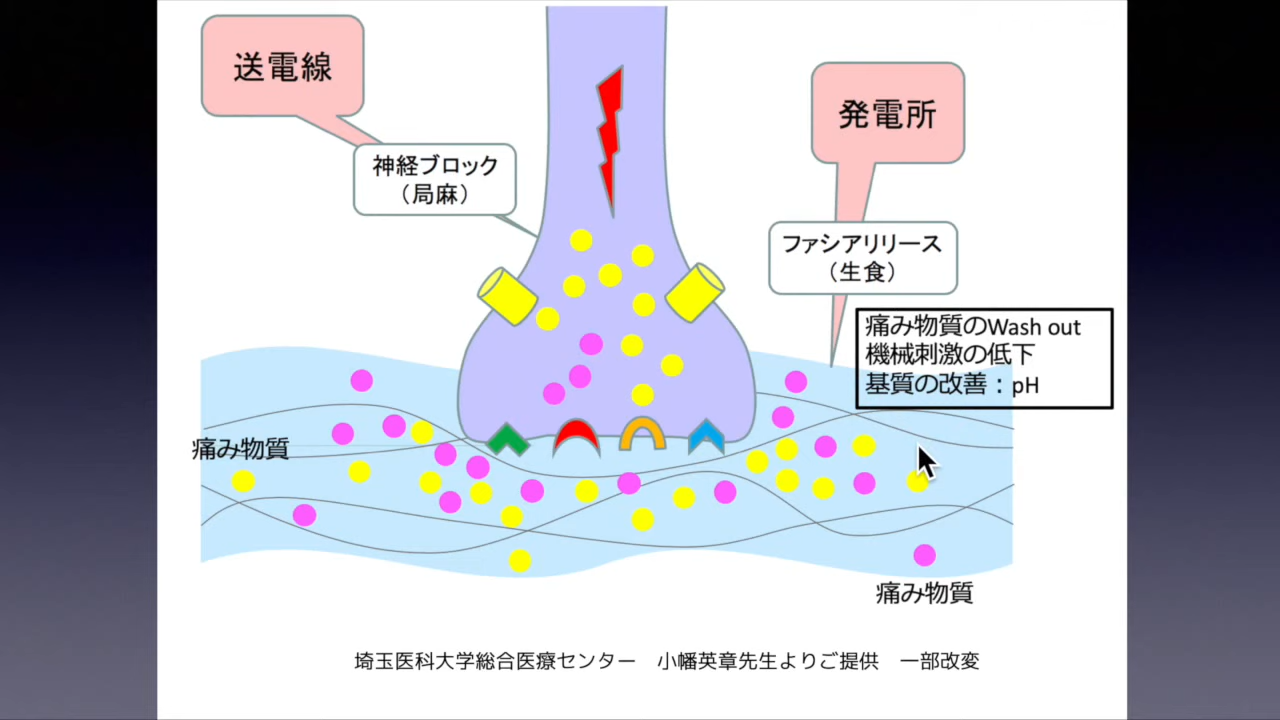 送電線
神経ブロック
（局麻）
発電所
ファシアリリース
（生食）
痛み物質のWash out
機械刺激の低下
基質の改善：pH
痛み物質
痛み物質
埼玉医科大学総合医療センター　小幡英章先生よりご提供　一部改変